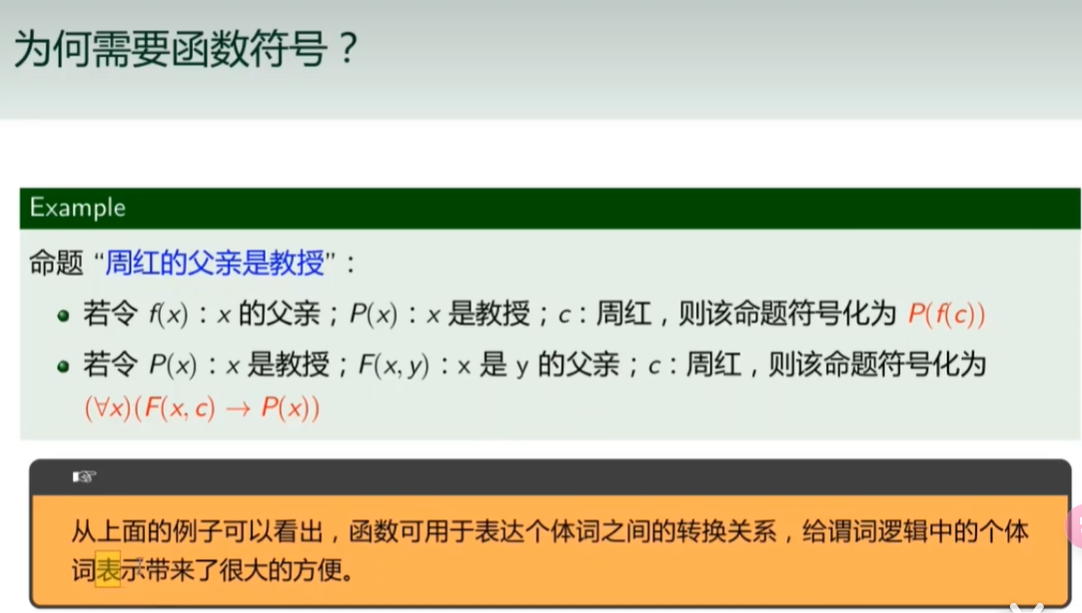 为何需要函数符号？
Example
命题 “周红的父亲是教授”：
若令 f(x)：x 的父亲；P(x)：x 是教授；c：周红，则该命题符号化为 P(f(c))
若令 P(x)：x 是教授；F(x, y)：x 是 y 的父亲；c：周红，则该命题符号化为
(∀x)(F(x, c) → P(x))
从上面的例子可以看出，函数可用于表达个体词之间的转换关系，给谓词逻辑中的个体
词表示带来了很大的方便。